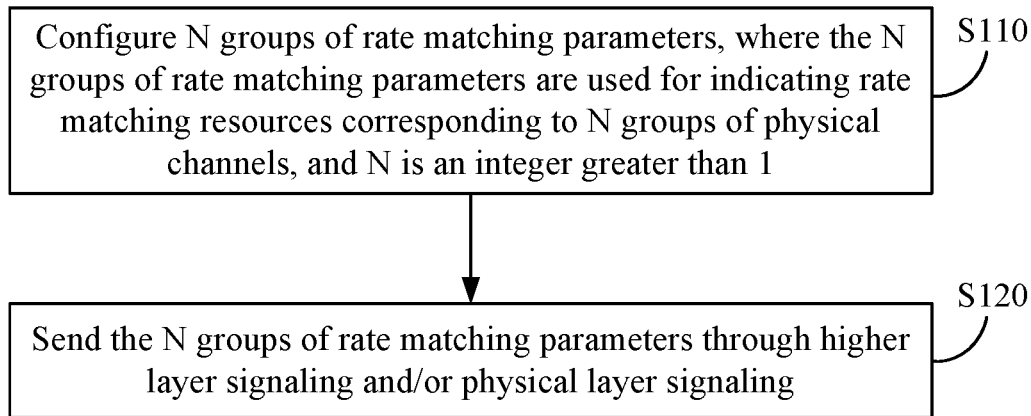 Configure N groups of rate matching parameters, where the N
groups of rate matching parameters are used for indicating rate
matching resources corresponding to N groups of physical
channels, and N is an integer greater than 1
S110
Send the N groups of rate matching parameters through higher
layer signaling and/or physical layer signaling
S120